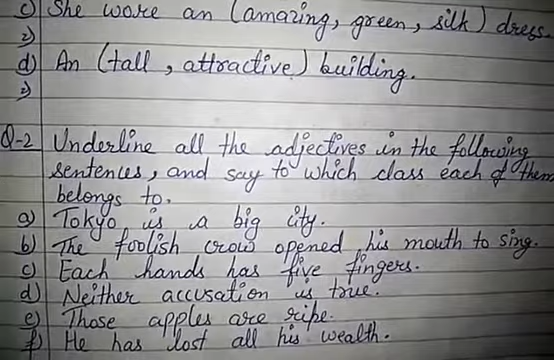 c) She wore an (amazing, green, silk) dress.
→
d) An (tall, attractive) building.
→
Q-2 Underline all the adjectives in the following
sentences, and say to which class each of them
belongs to.
a) Tokyo is a big city.
b) The foolish crow opened his mouth to sing.
c) Each hands has five fingers.
d) Neither accusation is true.
e) Those apples are ripe.
f) He has lost all his wealth.